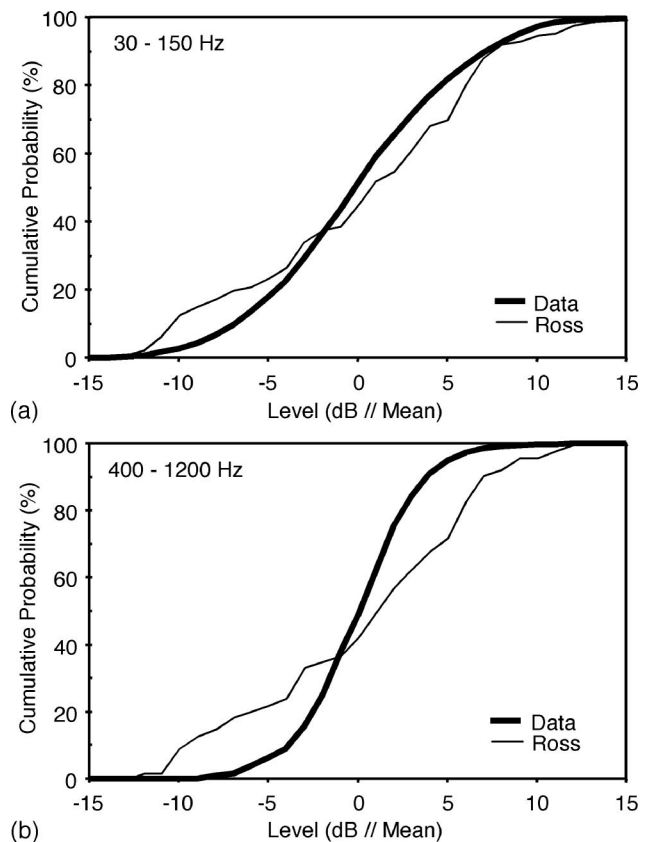 100
30 - 150 Hz
80
60
40
20
0
Cumulative Probability (%)
Data
Ross
-15 -10 -5 0 5 10 15
(a)
Level (dB // Mean)
100
400 - 1200 Hz
80
60
40
20
0
Cumulative Probability (%)
Data
Ross
-15 -10 -5 0 5 10 15
(b)
Level (dB // Mean)